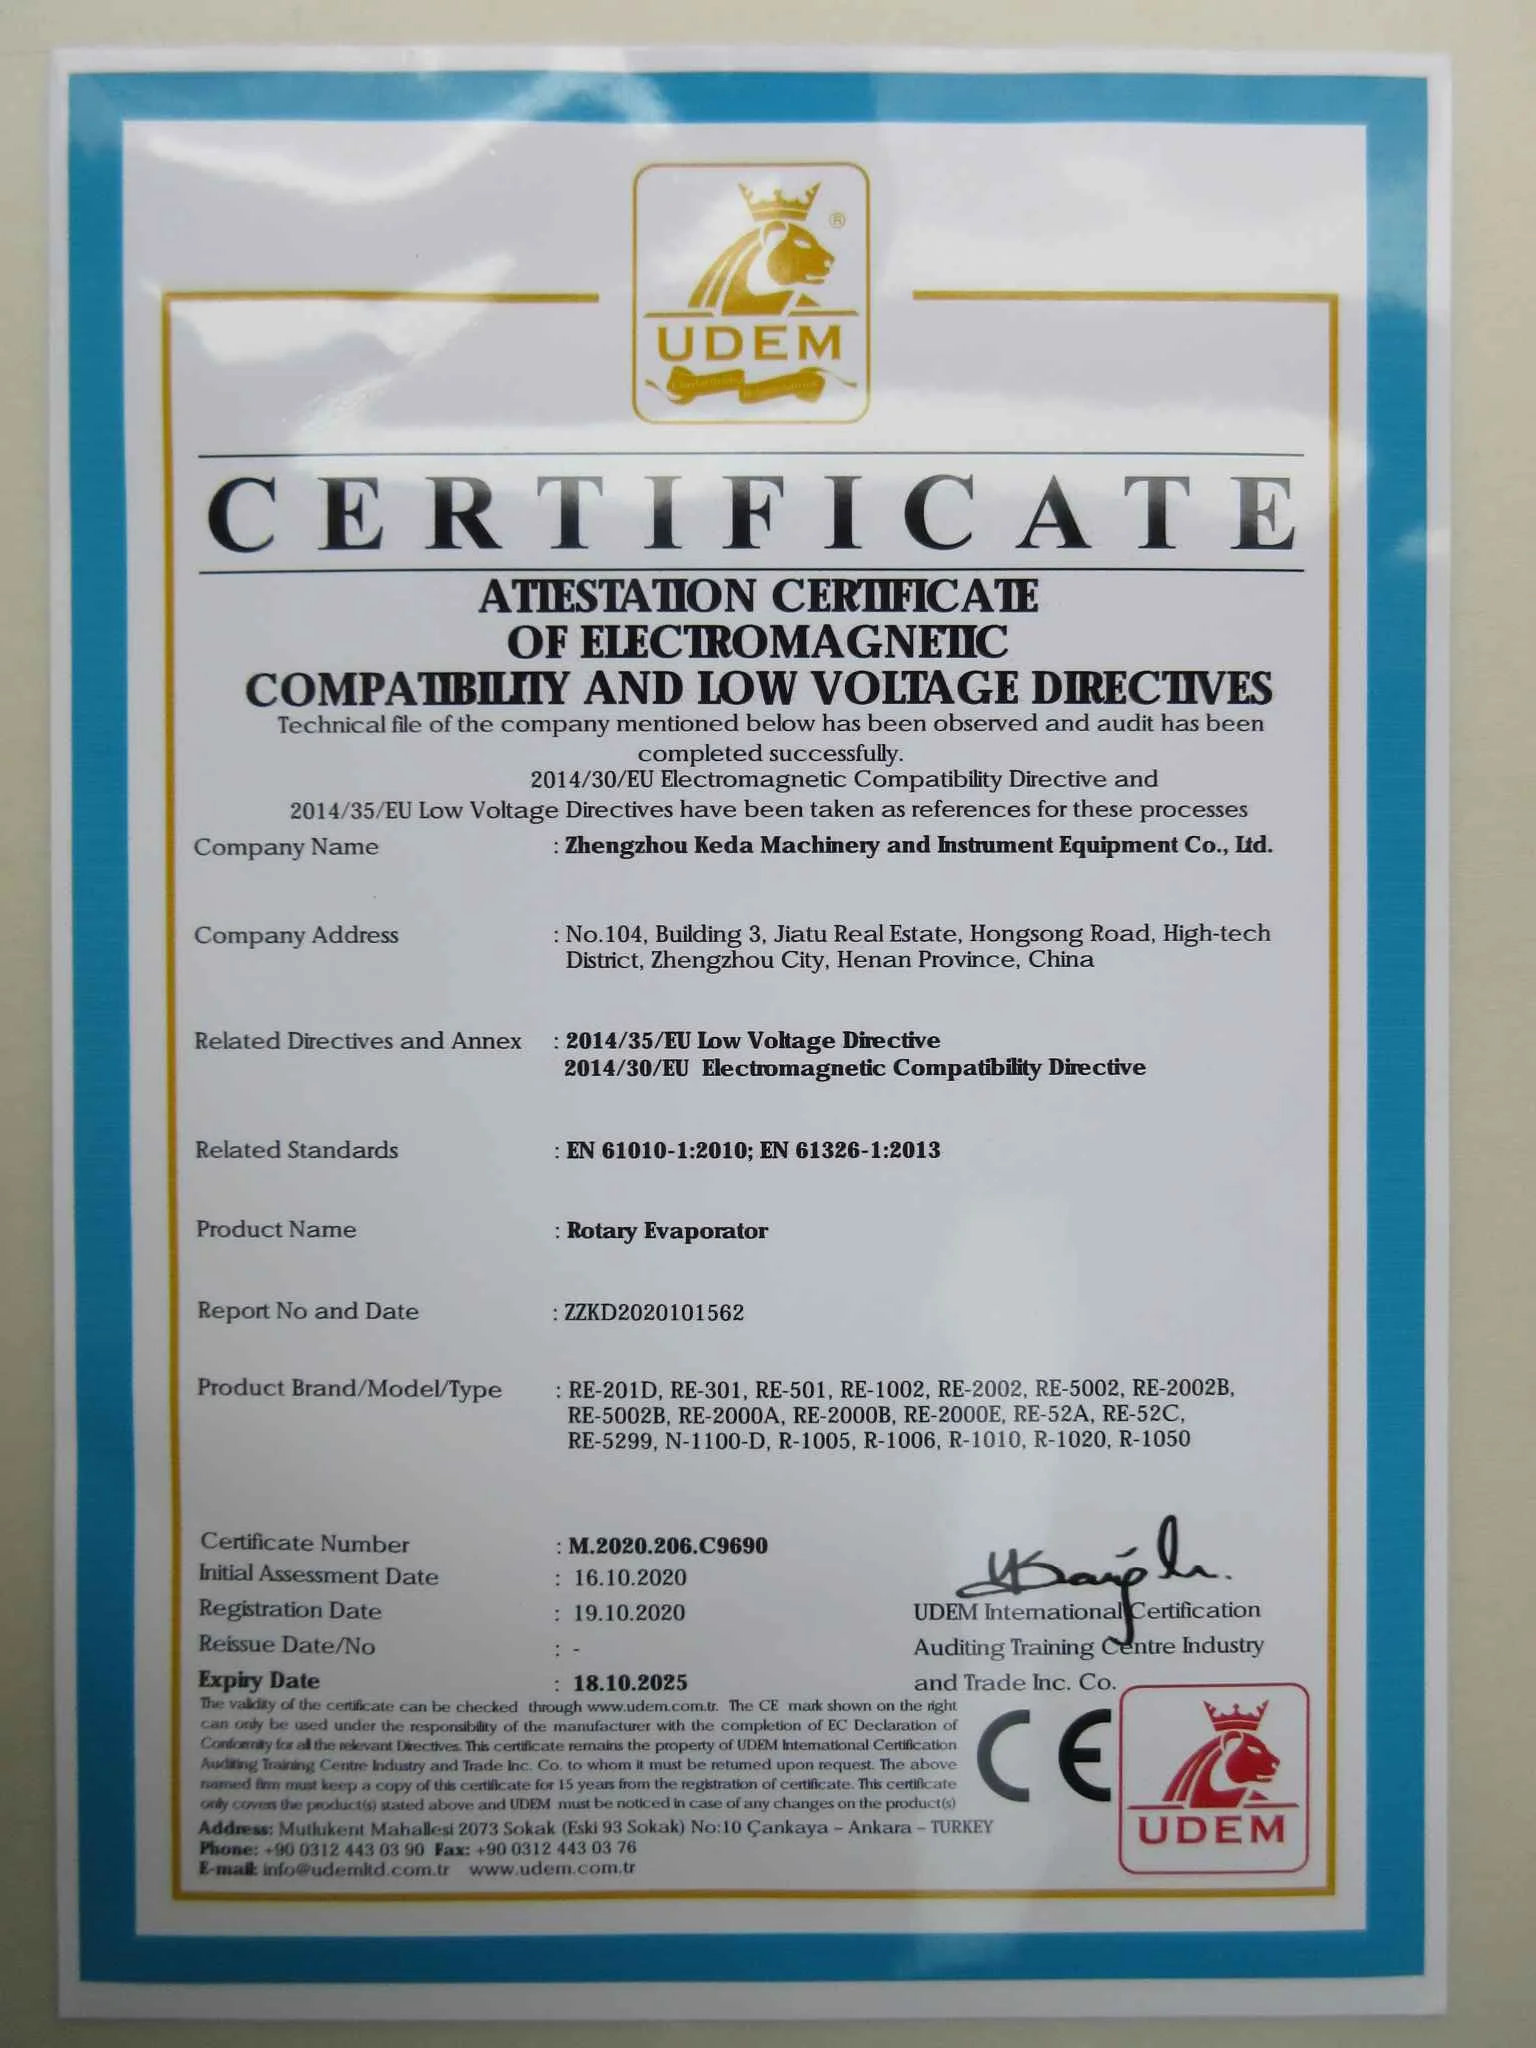 ®
UDEM
CERTIFICATE
ATTESTATION CERTIFICATE
OF ELECTROMAGNETIC
COMPATIBILITY AND LOW VOLTAGE DIRECTIVES
Technical file of the company mentioned below has been observed and audit has been
completed successfully.
2014/30/EU Electromagnetic Compatibility Directive and
2014/35/EU Low Voltage Directives have been taken as references for these processes
Company Name : Zhengzhou Keda Machinery and Instrument Equipment Co., Ltd.
Company Address : No.104, Building 3, Jiatu Real Estate, Hongsong Road, High-tech
District, Zhengzhou City, Henan Province, China
Related Directives and Annex : 2014/35/EU Low Voltage Directive
2014/30/EU Electromagnetic Compatibility Directive
Related Standards : EN 61010-1:2010; EN 61326-1:2013
Product Name : Rotary Evaporator
Report No and Date : ZZKD2020101562
Product Brand/Model/Type : RE-201D, RE-301, RE-501, RE-1002, RE-2002, RE-5002, RE-2002B,
RE-5002B, RE-2000A, RE-2000B, RE-2000E, RE-52A, RE-52C,
RE-5299, N-1100-D, R-1005, R-1006, R-1010, R-1020, R-1050
Certificate Number : M.2020.206.C9690
Initial Assessment Date : 16.10.2020
Registration Date : 19.10.2020
Reissue Date/No : -
Expiry Date : 18.10.2025
UDEM International Certification
Auditing Training Centre Industry
and Trade Inc. Co.
The validity of the certificate can be checked through www.udem.com.tr. The CE mark shown on the right
can only be used under the responsibility of the manufacturer with the completion of EC Declaration of
Conformity for all the relevant Directives. This certificate remains the property of UDEM International Certification
Auditing Training Centre Industry and Trade Inc. Co. to whom it must be returned upon request. The above
named firm must keep a copy of this certificate for 15 years from the registration of certificate. This certificate
only covers the product(s) stated above and UDEM must be noticed in case of any changes on the product(s)
Address: Mutlukent Mahallesi 2073 Sokak (Eski 93 Sokak) No:10 Çankaya – Ankara – TURKEY
Phone: +90 0312 443 03 90 Fax: +90 0312 443 03 76
E-mail: info@udemltd.com.tr www.udem.com.tr
CE
UDEM